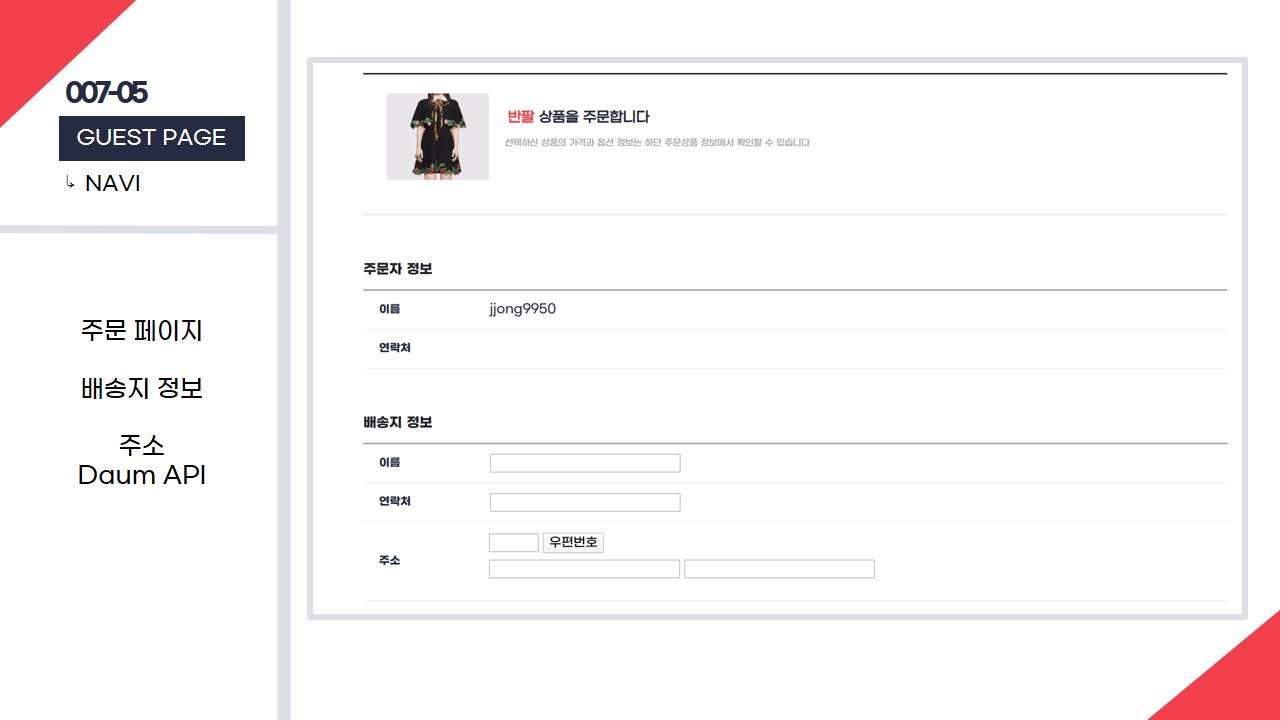 007-05
GUEST PAGE
↳ NAVI
주문 페이지
배송지 정보
주소
Daum API
반팔 상품을 주문합니다
선택하신 상품의 가격과 옵션 정보는 하단 주문상품 정보에서 확인할 수 있습니다
주문자 정보
이름 jjong9950
연락처
배송지 정보
이름
연락처
주소 우편번호